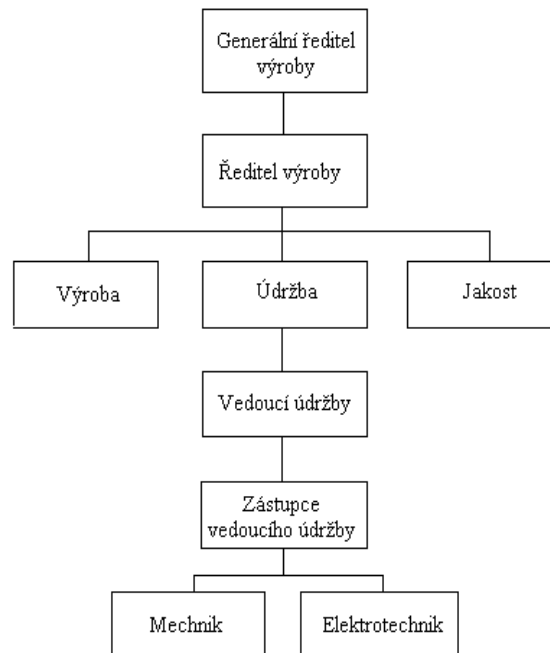 Generální ředitel
výroby
Ředitel výroby
Výroba
Údržba
Jakost
Vedoucí údržby
Zástupce
vedoucího údržby
Mechnik
Elektrotechnik